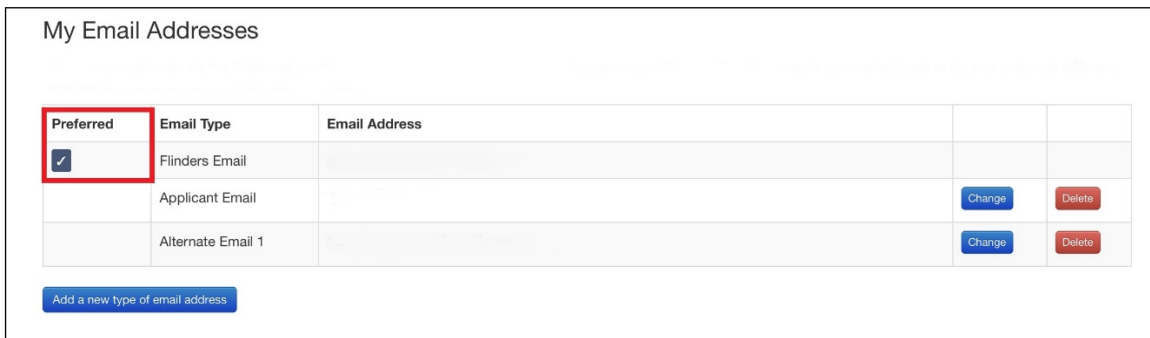 My Email Addresses
Preferred Email Type Email Address
✓ Flinders Email
Applicant Email Change Delete
Alternate Email 1 Change Delete
Add a new type of email address